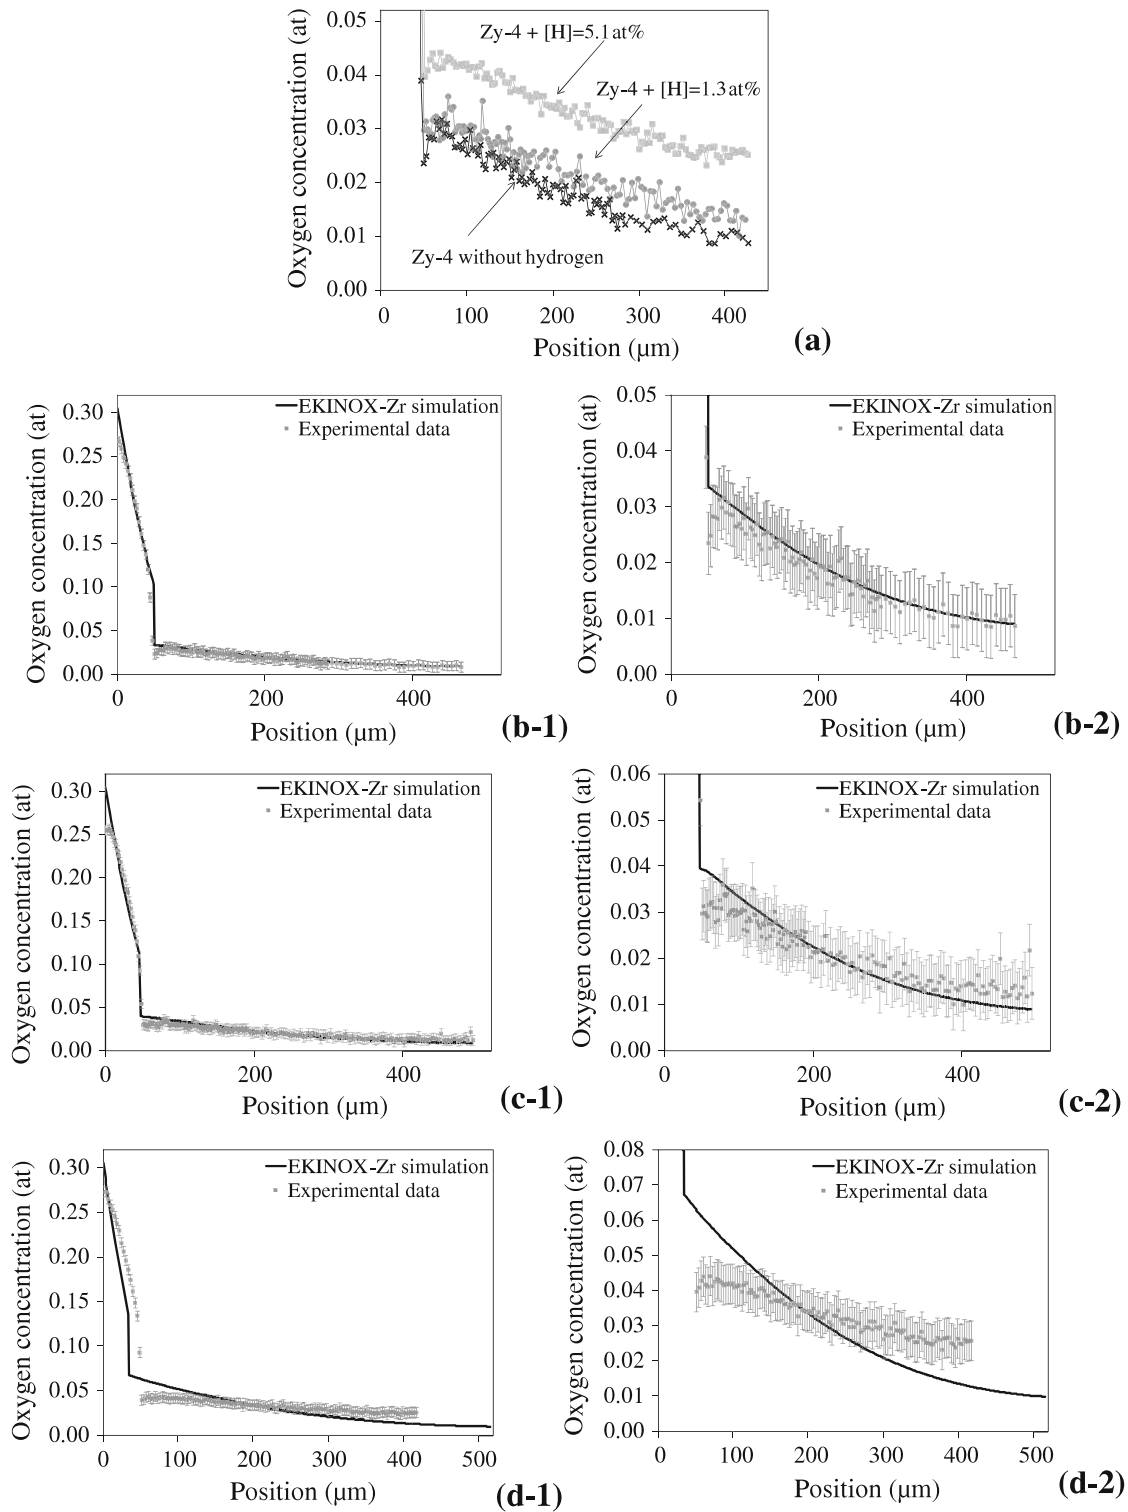 Oxygen concentration (at)
0.05
0.04
0.03
0.02
0.01
0.00
Zy-4 + [H]=5.1at%
Zy-4 + [H]=1.3at%
Zy-4 without hydrogen
0 100 200 300 400
Position (µm)
(a)
Oxygen concentration (at)
0.30
0.25
0.20
0.15
0.10
0.05
0.00
EKINOX-Zr simulation
Experimental data
0 200 400
Position (µm)
(b-1)
Oxygen concentration (at)
0.05
0.04
0.03
0.02
0.01
0.00
EKINOX-Zr simulation
Experimental data
0 200 400
Position (µm)
(b-2)
Oxygen concentration (at)
0.30
0.25
0.20
0.15
0.10
0.05
0.00
EKINOX-Zr simulation
Experimental data
0 200 400
Position (µm)
(c-1)
Oxygen concentration (at)
0.06
0.05
0.04
0.03
0.02
0.01
0.00
EKINOX-Zr simulation
Experimental data
0 200 400
Position (µm)
(c-2)
Oxygen concentration (at)
0.30
0.25
0.20
0.15
0.10
0.05
0.00
EKINOX-Zr simulation
Experimental data
0 100 200 300 400 500
Position (µm)
(d-1)
Oxygen concentration (at)
0.08
0.07
0.06
0.05
0.04
0.03
0.02
0.01
0.00
EKINOX-Zr simulation
Experimental data
0 100 200 300 400 500
Position (µm)
(d-2)